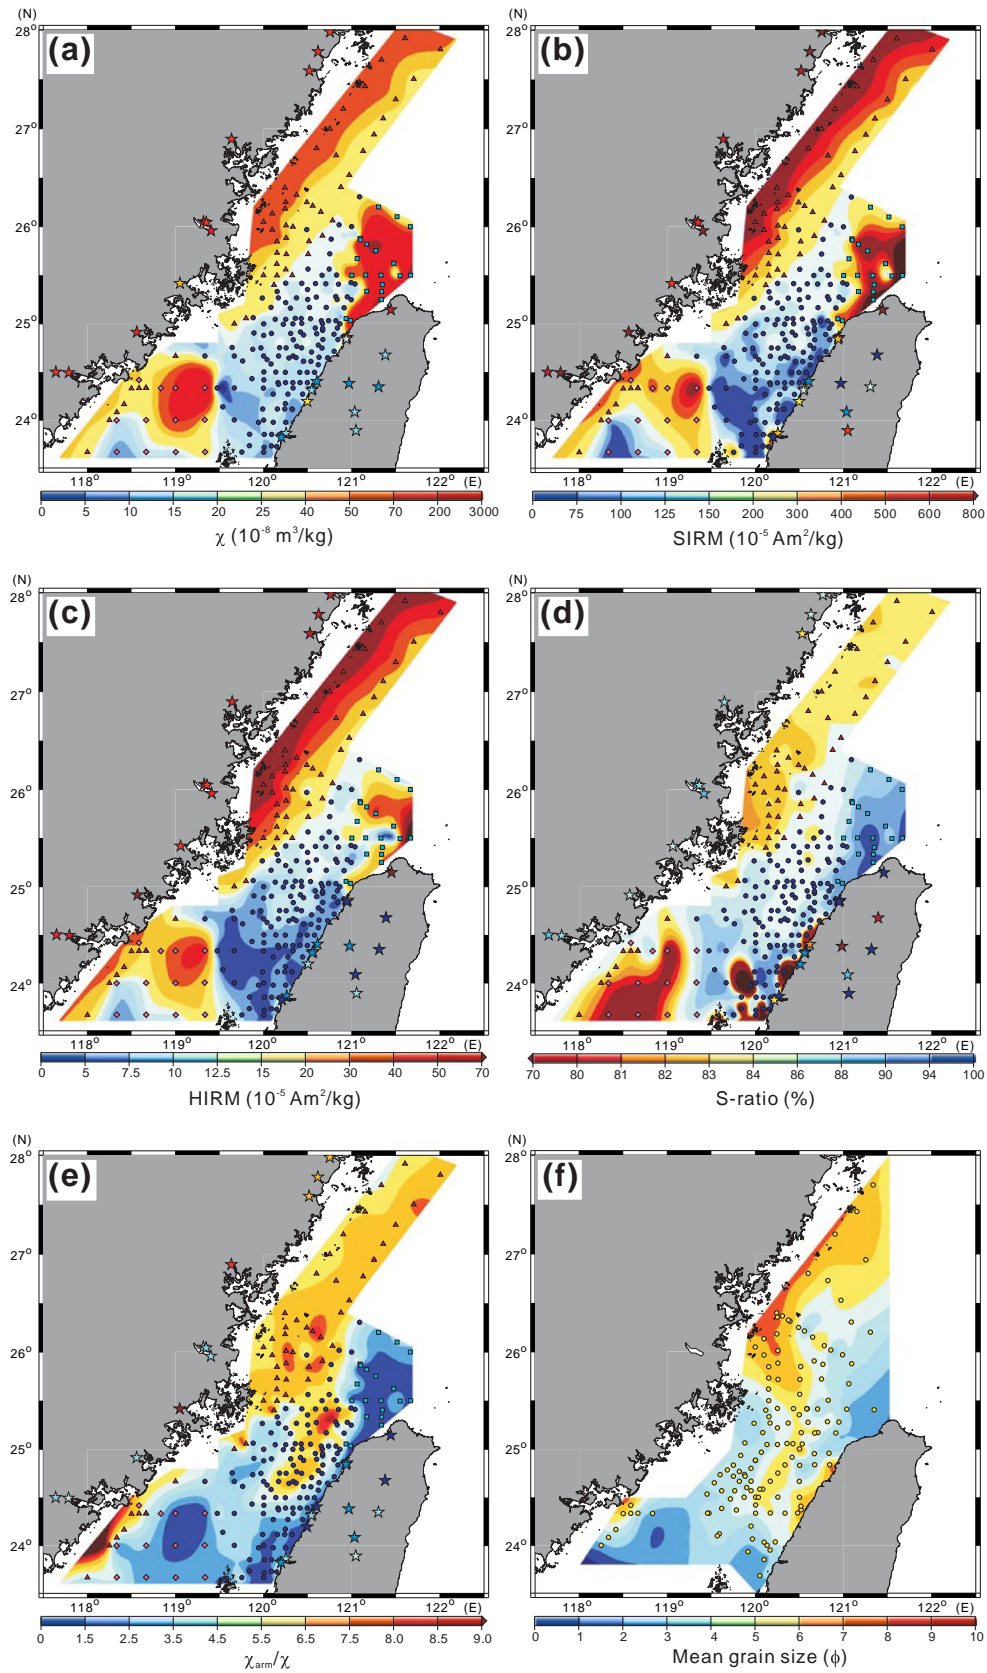 (N) (N)
28° (a) 28° (b)
27° 27°
26° 26°
25° 25°
24° 24°
118° 119° 120° 121° 122° (E) 118° 119° 120° 121° 122° (E)
0 5 10 15 20 25 30 40 50 70 3000 0 75 100 125 150 200 300 400 500 600 800
χ (10⁻⁸ m³/kg) SIRM (10⁻⁵ Am²/kg)
(N) (N)
28° (c) 28° (d)
27° 27°
26° 26°
25° 25°
24° 24°
118° 119° 120° 121° 122° (E) 118° 119° 120° 121° 122° (E)
0 5 7.5 10 12.5 15 20 30 40 50 70 70 80 81 82 83 84 86 88 90 94 100
HIRM (10⁻⁵ Am²/kg) S-ratio (%)
(N) (N)
28° (e) 28° (f)
27° 27°
26° 26°
25° 25°
24° 24°
118° 119° 120° 121° 122° (E) 118° 119° 120° 121° 122° (E)
0 1.5 2.5 3.5 4.5 5.5 6.5 7.5 8.5 9.0 0 1 2 3 4 5 6 7 8 9 10
χarm/χ Mean grain size (ϕ)